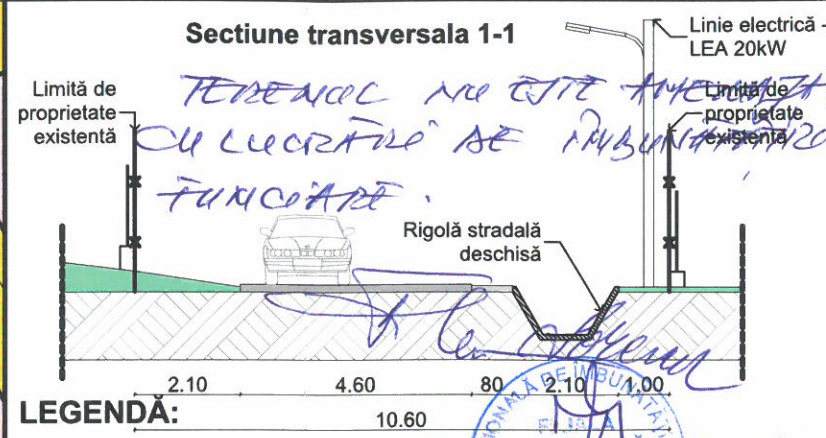 Sectiune transversala 1-1
Linie electrică -
LEA 20kW
Limită de
proprietate
existentă
Limită de
proprietate
existentă
TERENUL NU ESTE
CU LUCRĂRI DE
FUNCIARE.
Rigolă stradală
deschisă
2.10 4.60 80 2.10 1.00
10.60
LEGENDĂ:
DE ÎMBUNĂTĂȚ